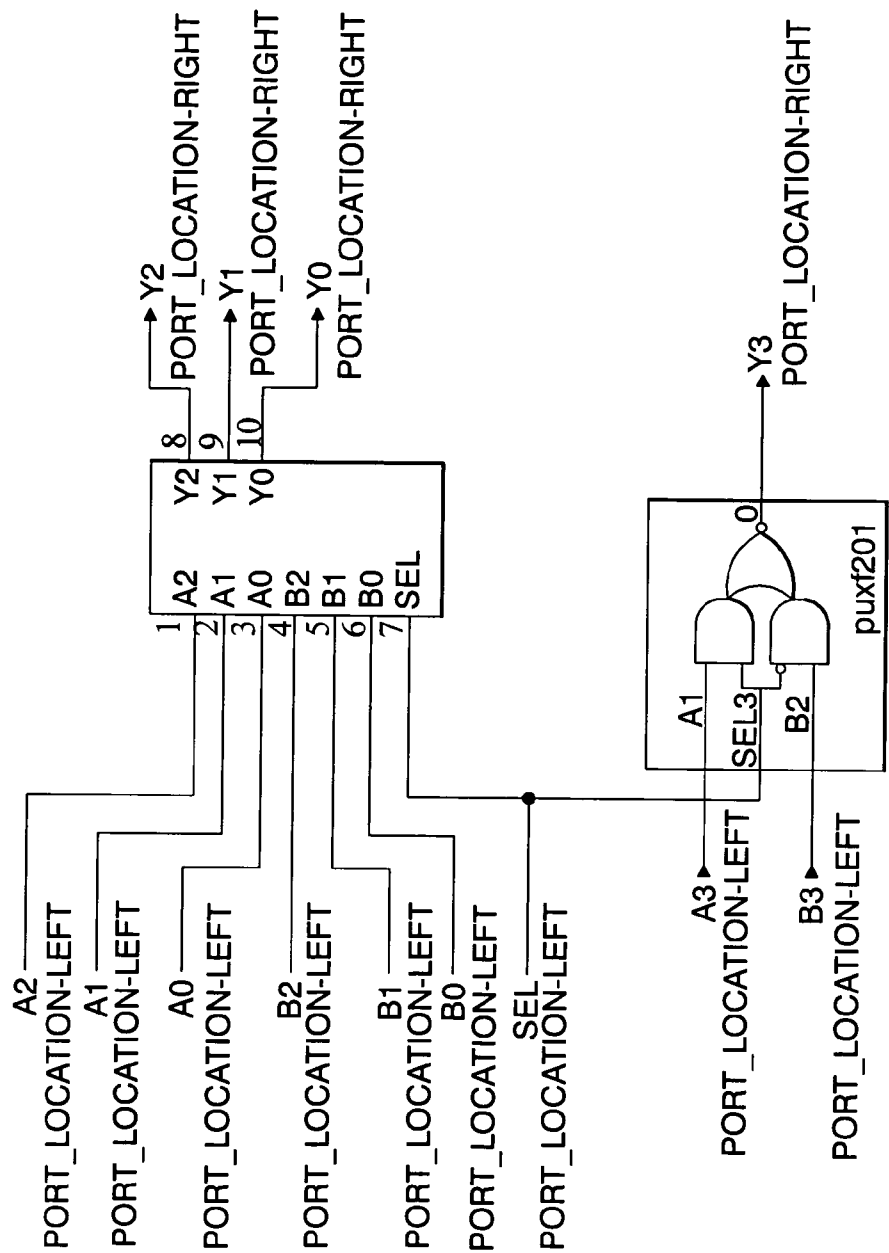 A2
PORT_LOCATION-LEFT
A1
PORT_LOCATION-LEFT
A0
PORT_LOCATION-LEFT
B2
PORT_LOCATION-LEFT
B1
PORT_LOCATION-LEFT
B0
PORT_LOCATION-LEFT
SEL
PORT_LOCATION-LEFT
1
2
3
4
5
6
7
A2
A1
A0
B2
B1
B0
SEL
Y2
Y1
Y0
8
9
10
Y2
PORT_LOCATION-RIGHT
Y1
PORT_LOCATION-RIGHT
Y0
PORT_LOCATION-RIGHT
A3
PORT_LOCATION-LEFT
B3
PORT_LOCATION-LEFT
A1
SEL3
B2
0
puxf201
Y3
PORT_LOCATION-RIGHT